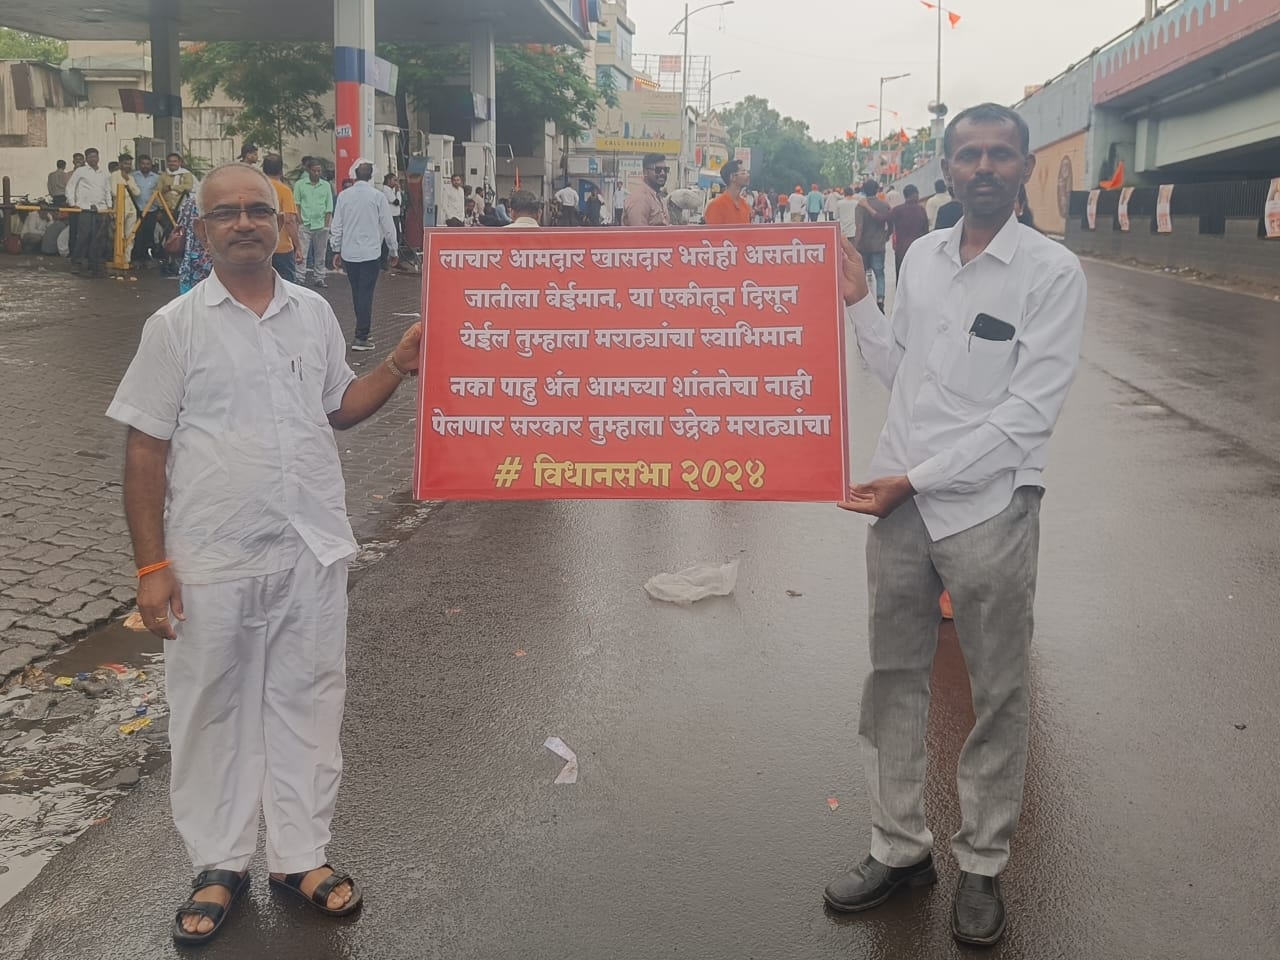 लाचार आमदार खासदार भलेही असतील
जातीला बेईमान, या एकीतून दिसून
येईल तुम्हाला मराठ्यांचा स्वाभिमान
नका पाहु अंत आमच्या शांततेचा नाही
पेलणार सरकार तुम्हाला उद्रेक मराठ्यांचा
# विधानसभा २०२४